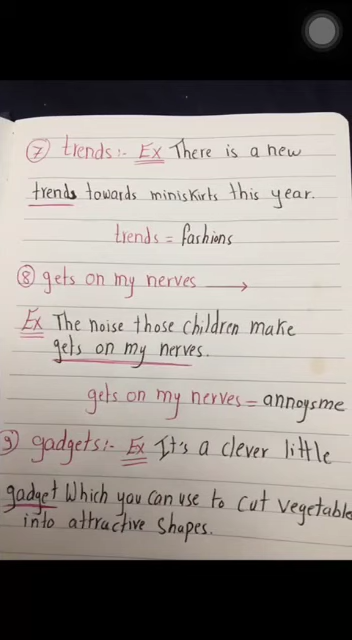 ⑦ trends:- Ex There is a new
trends towards miniskirts this year.
trends = fashions
⑧ gets on my nerves →
Ex The noise those children make
gets on my nerves.
gets on my nerves = annoysme
9) gadgets:- Ex It's a clever little
gadget Which you can use to cut vegetable
into attractive shapes.